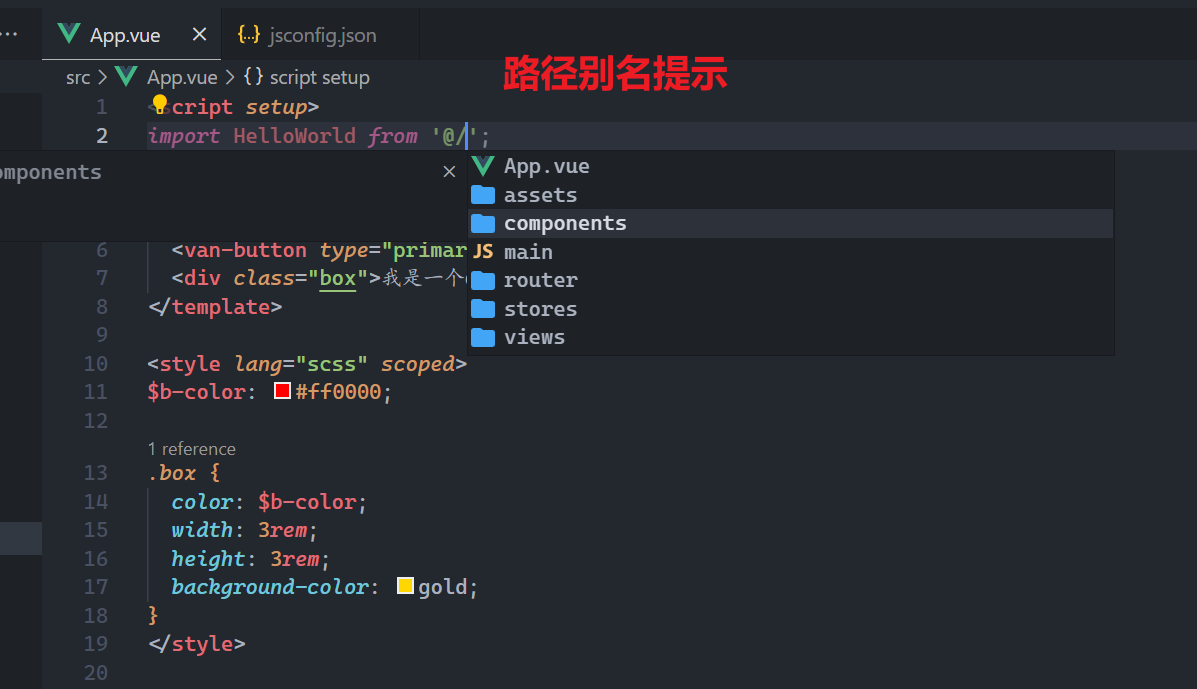 ··· App.vue × {..} jsconfig.json
src > App.vue > {} script setup
路径别名提示
1 <script setup>
2 import HelloWorld from '@/';
omponents ×
App.vue
assets
components
JS main
router
stores
views
6 <van-button type="primar
7 <div class="box">我是一个
8 </template>
9
10 <style lang="scss" scoped>
11 $b-color: #ff0000;
12
1 reference
13 .box {
14 color: $b-color;
15 width: 3rem;
16 height: 3rem;
17 background-color: gold;
18 }
19 </style>
20